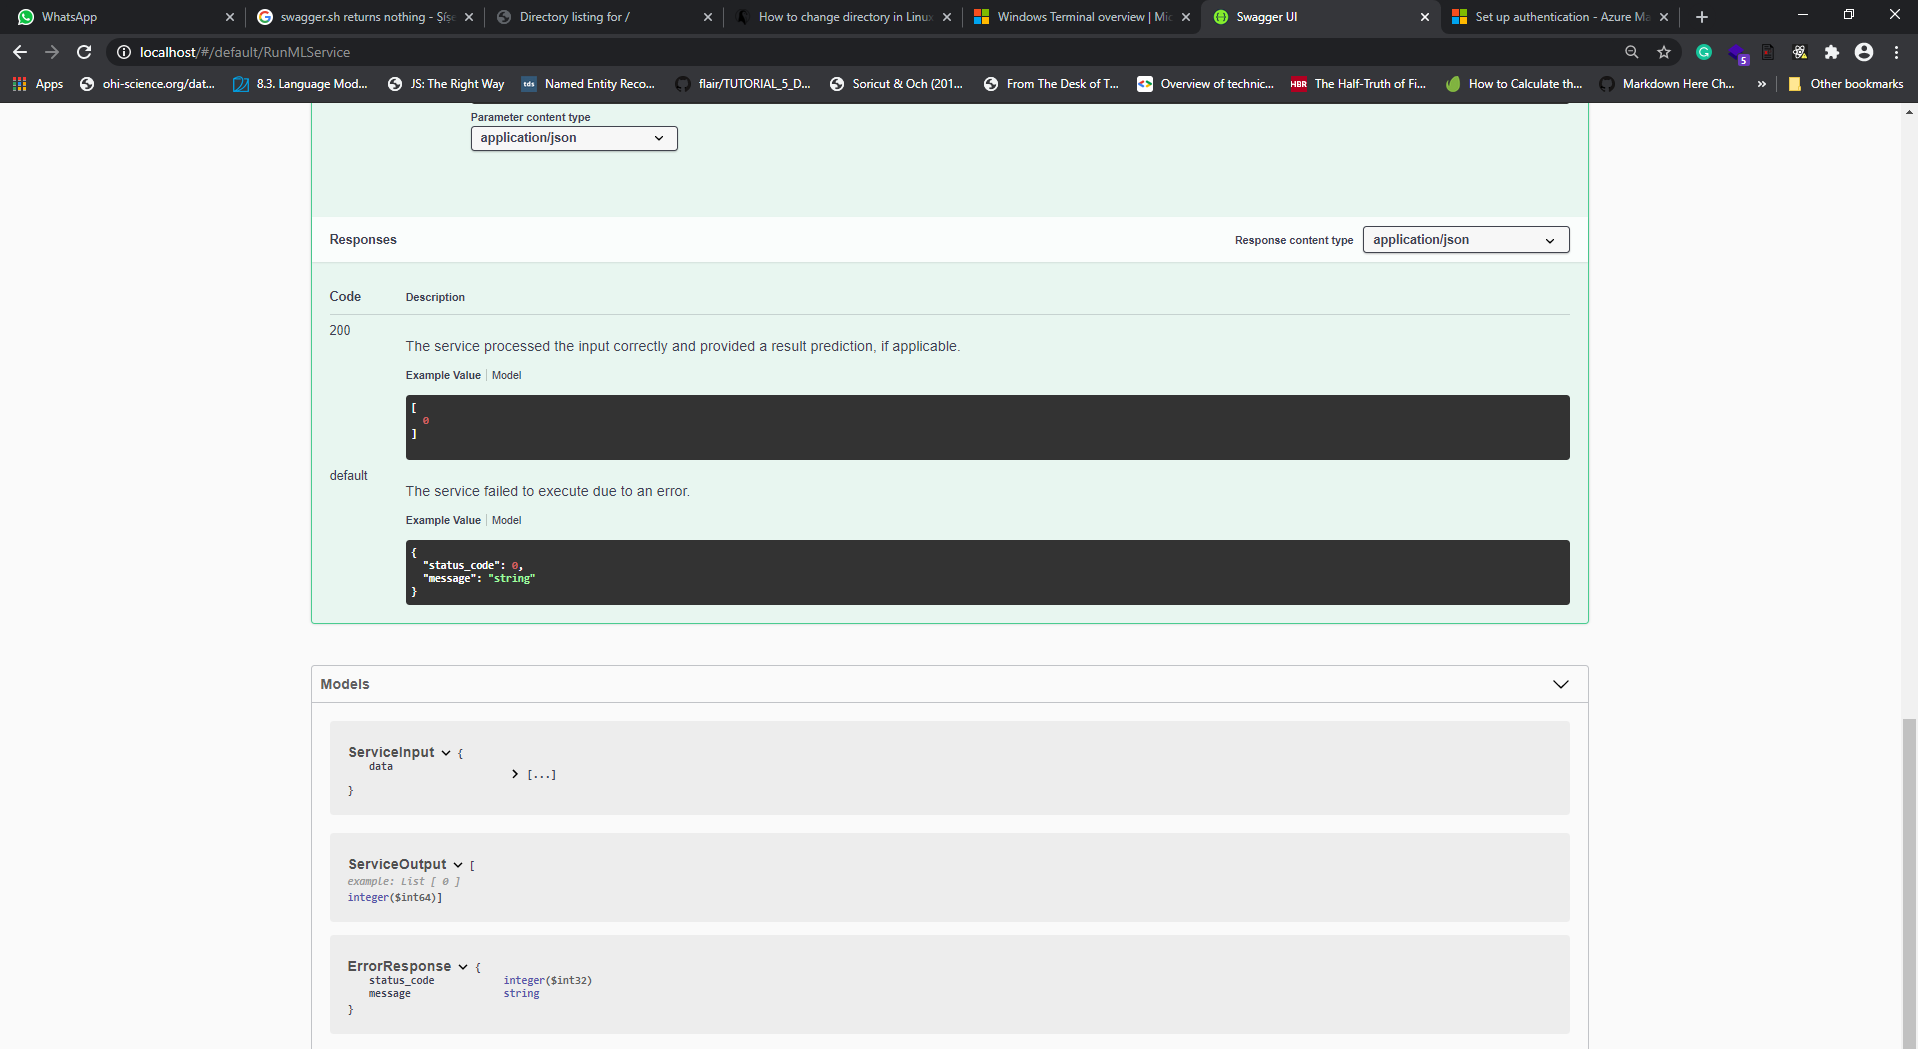 WhatsApp
swagger.sh returns nothing - Şişe
Directory listing for /
How to change directory in Linux
Windows Terminal overview | Mic
Swagger UI
Set up authentication - Azure Ma
localhost/#/default/RunMLService
5
Apps
ohi-science.org/dat...
8.3. Language Mod...
JS: The Right Way
tds Named Entity Reco...
flair/TUTORIAL_5_D...
Soricut & Och (201...
From The Desk of T...
Overview of technic...
HBR The Half-Truth of Fi...
How to Calculate th...
Markdown Here Ch...
»
Other bookmarks
Parameter content type
application/json
Responses
Response content type application/json
Code Description
200
The service processed the input correctly and provided a result prediction, if applicable.
Example Value Model
[
0
]
default
The service failed to execute due to an error.
Example Value Model
{
"status_code": 0,
"message": "string"
}
Models
ServiceInput {
data
[...]
}
ServiceOutput [
example: List [ 0 ]
integer($int64)]
ErrorResponse {
status_code integer($int32)
message string
}